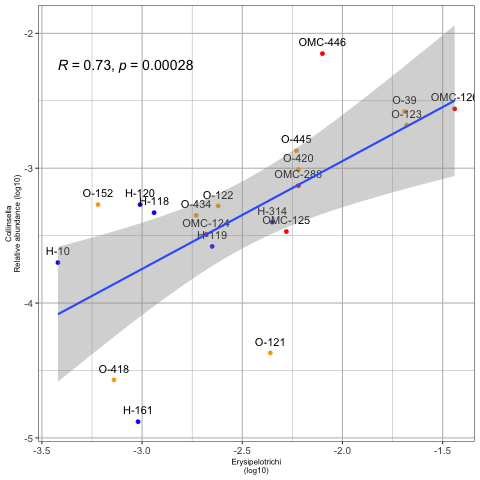 R = 0.73, p = 0.00028
OMC-446
OMC-126
O-39
O-123
O-445
O-420
OMC-286
O-152
H-120
H-118
O-434
O-122
H-314
OMC-124
OMC-125
H-119
H-10
O-121
O-418
H-161
-2
-3
-4
-5
-3.5
-3.0
-2.5
-2.0
-1.5
Collinsella
Relative abundance (log10)
Erysipelotrichi
(log10)